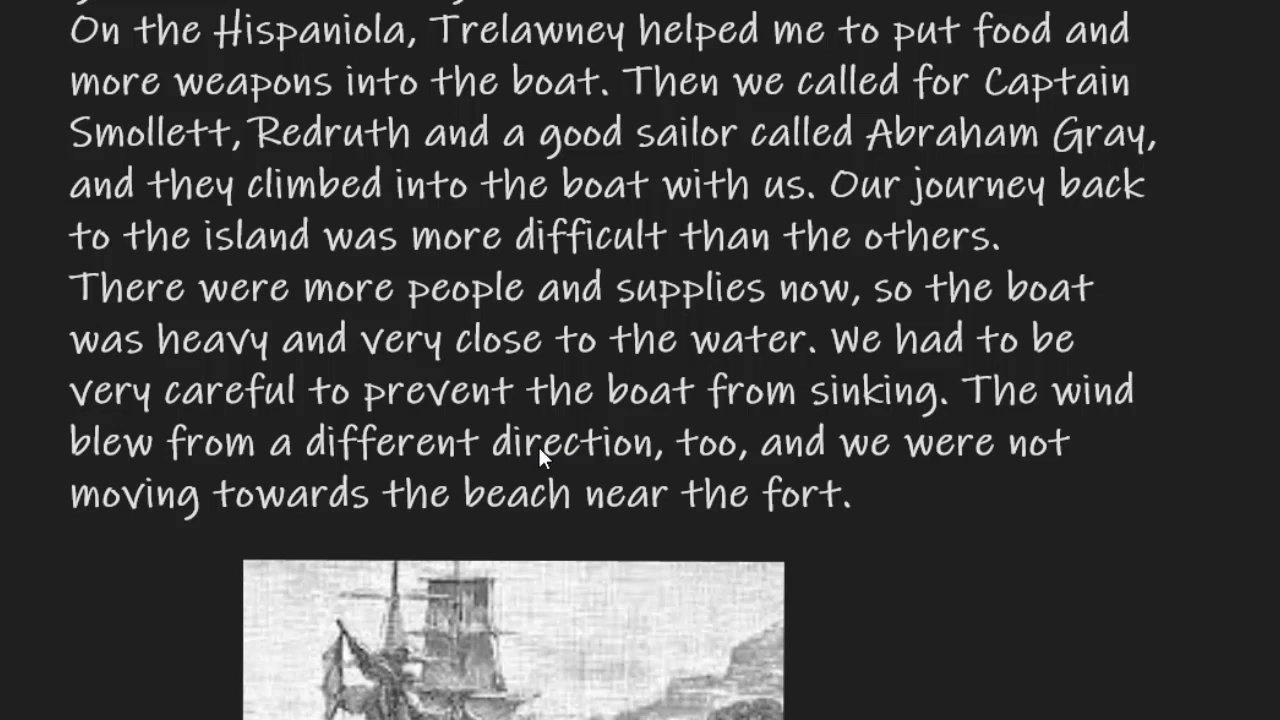 On the Hispaniola, Trelawney helped me to put food and
more weapons into the boat. Then we called for Captain
Smollett, Redruth and a good sailor called Abraham Gray,
and they climbed into the boat with us. Our journey back
to the island was more difficult than the others.
There were more people and supplies now, so the boat
was heavy and very close to the water. We had to be
very careful to prevent the boat from sinking. The wind
blew from a different direction, too, and we were not
moving towards the beach near the fort.